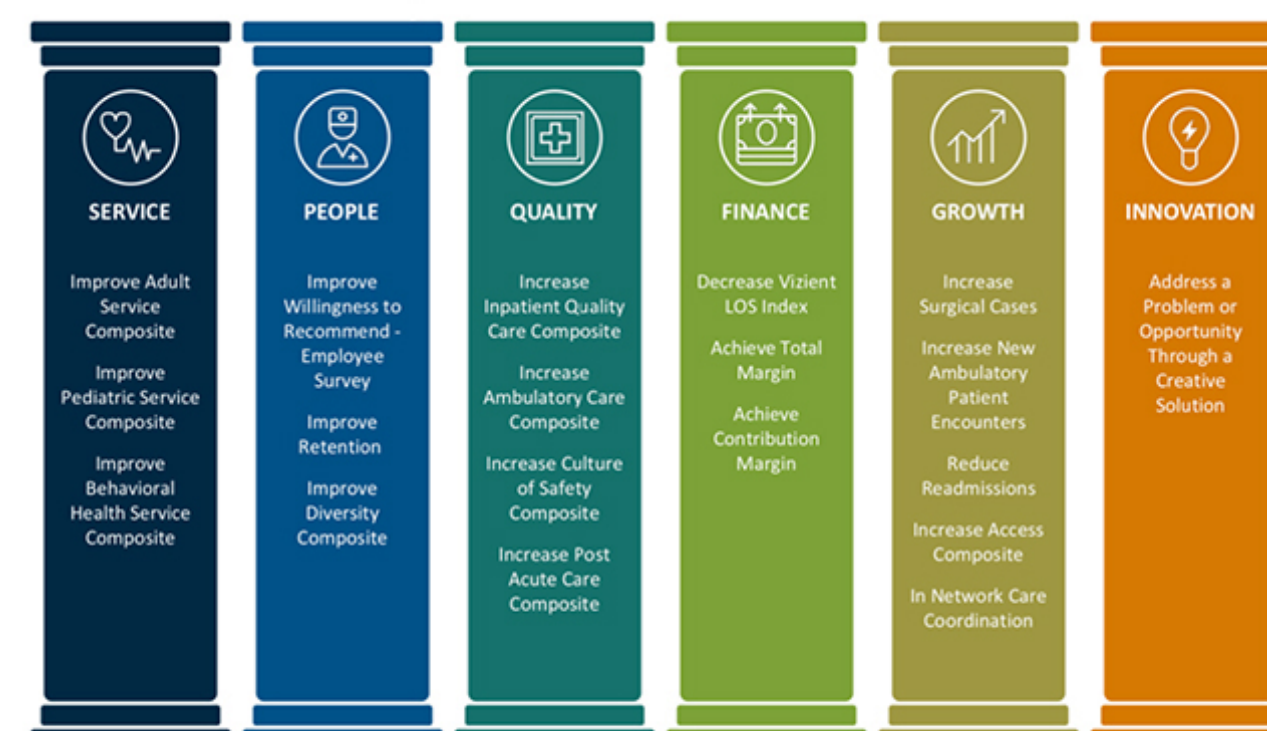 SERVICE
Improve Adult
Service
Composite
Improve
Pediatric Service
Composite
Improve
Behavioral
Health Service
Composite
PEOPLE
Improve
Willingness to
Recommend -
Employee
Survey
Improve
Retention
Improve
Diversity
Composite
QUALITY
Increase
Inpatient Quality
Care Composite
Increase
Ambulatory Care
Composite
Increase Culture
of Safety
Composite
Increase Post
Acute Care
Composite
FINANCE
Decrease Vizient
LOS Index
Achieve Total
Margin
Achieve
Contribution
Margin
GROWTH
Increase
Surgical Cases
Increase New
Ambulatory
Patient
Encounters
Reduce
Readmissions
Increase Access
Composite
In Network Care
Coordination
INNOVATION
Address a
Problem or
Opportunity
Through a
Creative
Solution